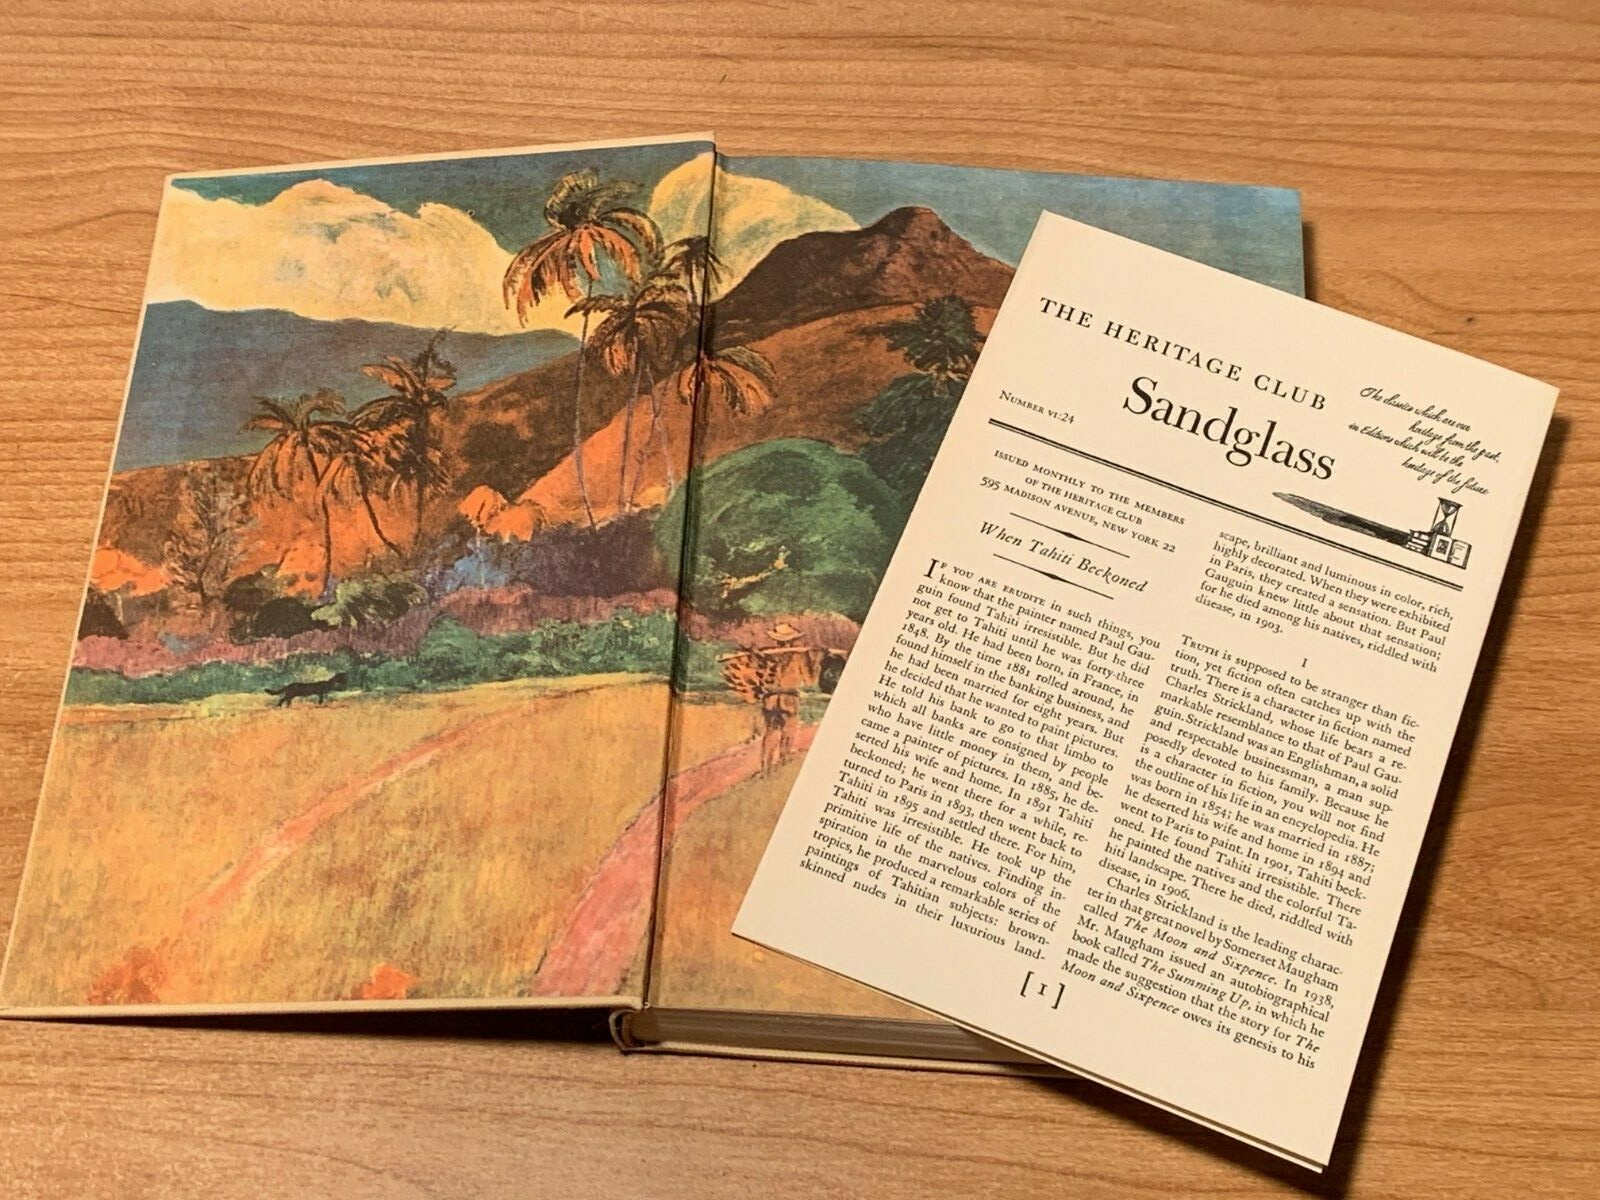 THE HERITAGE CLUB
Sandglass
NUMBER VI:24
The classics which are our
heritage from the past,
in Editions which will be the
heritage of the future
ISSUED MONTHLY TO THE MEMBERS
OF THE HERITAGE CLUB
595 MADISON AVENUE, NEW YORK 22
When Tahiti Beckoned
IF YOU ARE ERUDITE in such things, you
know that the painter named Paul Gau-
guin found Tahiti irresistible. But he did
not get to Tahiti until he was forty-three
years old. He had been born, in France, in
1848. By the time 1881 rolled around, he
found himself in the banking business, and
he had been married for eight years. But
he decided that he wanted to paint pictures.
He told his bank to go to that limbo to
which all banks are consigned by people
who have little money in them, and be-
came a painter of pictures. In 1885, he de-
serted his wife and home. In 1891 Tahiti
beckoned; he went there for a while, re-
turned to Paris in 1893, then went back to
Tahiti in 1895 and settled there. For him,
Tahiti was irresistible. He took up the
primitive life of the natives. Finding in-
spiration in the marvelous colors of the
tropics, he produced a remarkable series of
paintings of Tahitian subjects: brown-
skinned nudes in their luxurious land-
scape, brilliant and luminous in color, rich,
highly decorated. When they were exhibited
in Paris, they created a sensation. But Paul
Gauguin knew little about that sensation;
for he died among his natives, riddled with
disease, in 1903.
I
TRUTH is supposed to be stranger than fic-
tion, yet fiction often catches up with the
truth. There is a character in fiction named
Charles Strickland, whose life bears a re-
markable resemblance to that of Paul Gau-
guin. Strickland was an Englishman, a solid
and respectable businessman, a man sup-
posedly devoted to his family. Because he
is a character in fiction, you will not find
the outline of his life in an encyclopedia. He
was born in 1854; he was married in 1887;
he deserted his wife and home in 1894 and
went to Paris to paint. In 1901, Tahiti beck-
oned. He found Tahiti irresistible. There
he painted the natives and the colorful Ta-
hiti landscape. There he died, riddled with
disease, in 1906.
Charles Strickland is the leading charac-
ter in that great novel by Somerset Maugham
called The Moon and Sixpence. In 1938,
Mr. Maugham issued an autobiographical
book called The Summing Up, in which he
made the suggestion that the story for The
Moon and Sixpence owes its genesis to his
[ 1 ]